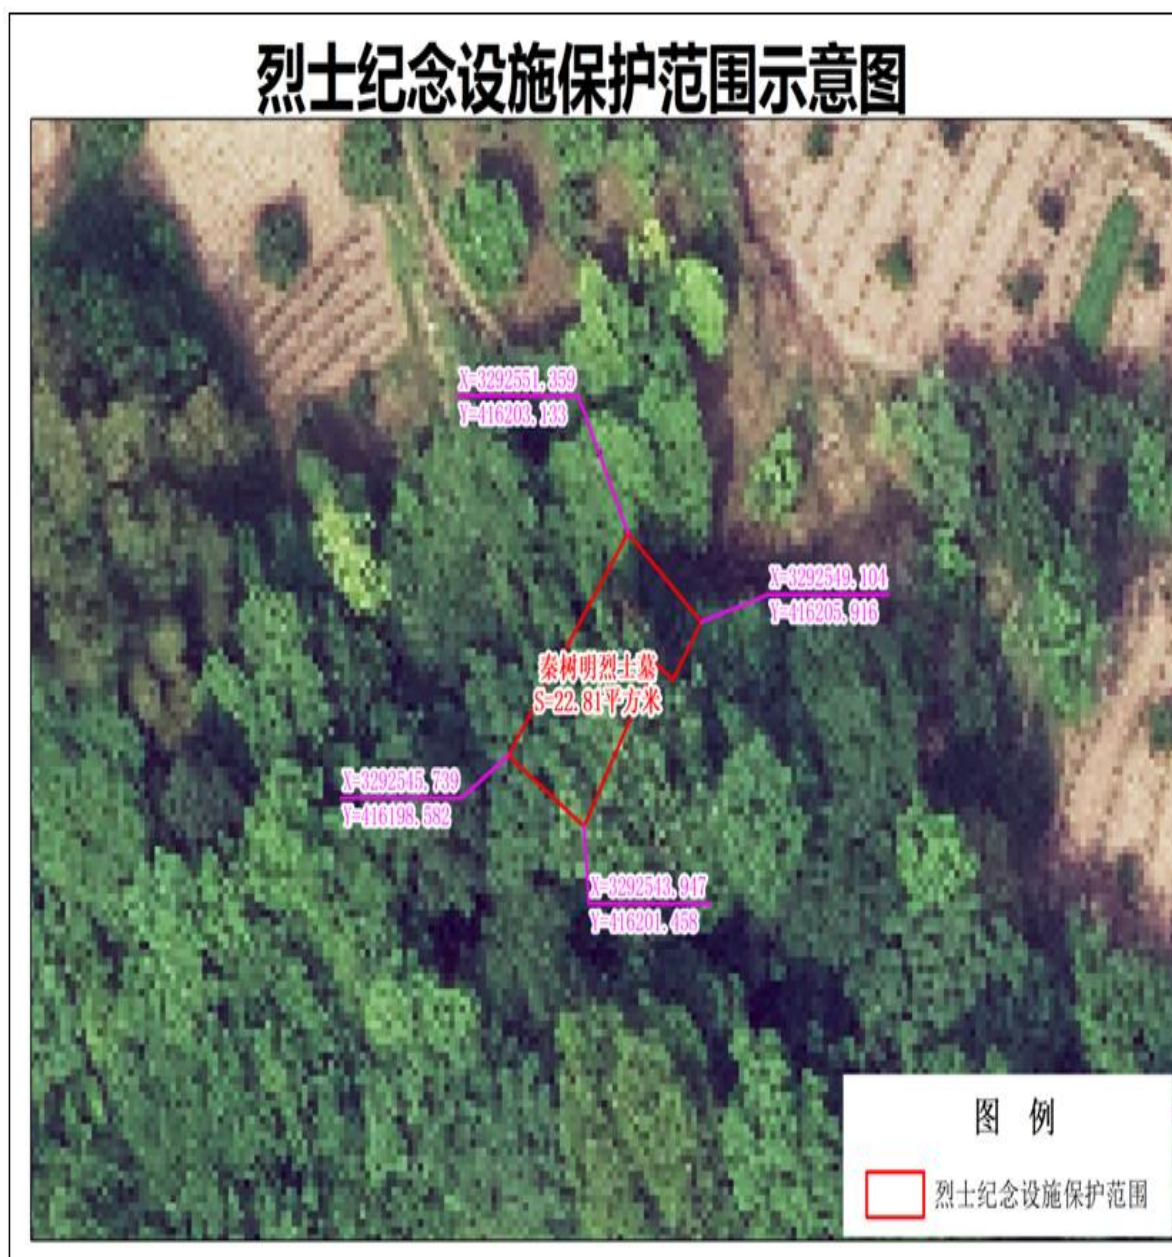 烈士纪念设施保护范围示意图
X=3292551.359
Y=416203.133
X=3292549.104
Y=416205.916
秦树明烈士墓
S=22.81平方米
X=3292545.739
Y=416198.582
X=3292543.947
Y=416201.458
图 例
烈士纪念设施保护范围